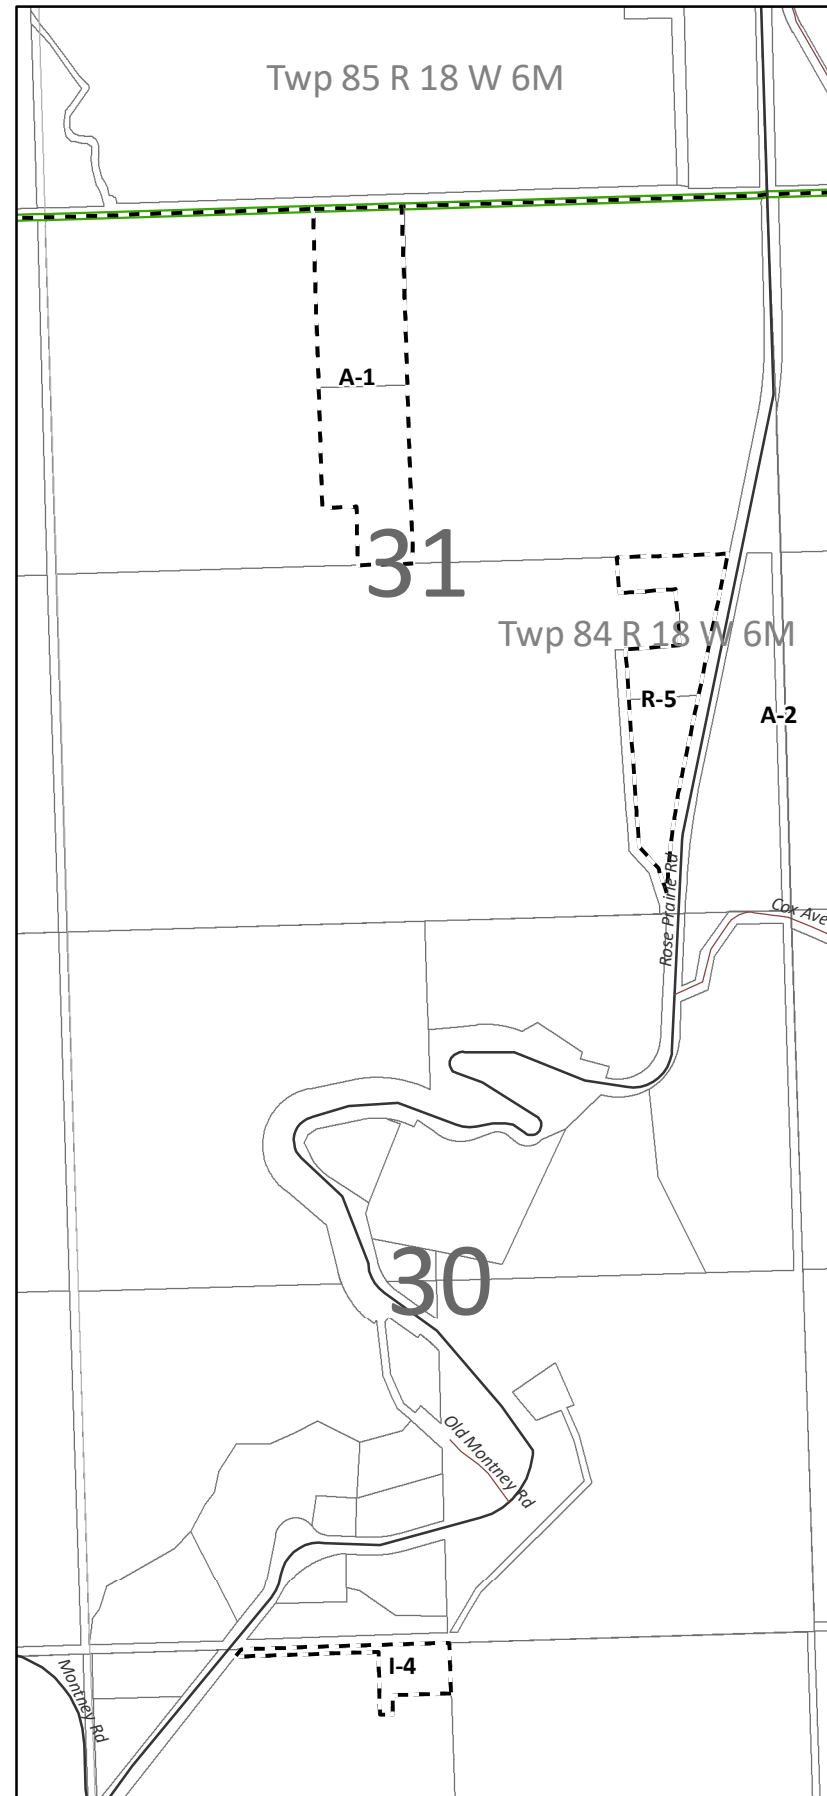 Twp 85 R 18 W 6M
A-1
31
Twp 84 R 18 W 6M
R-5
A-2
Rose Prairie Rd
Cox Ave
30
Old Montney Rd
I-4
Montney Rd